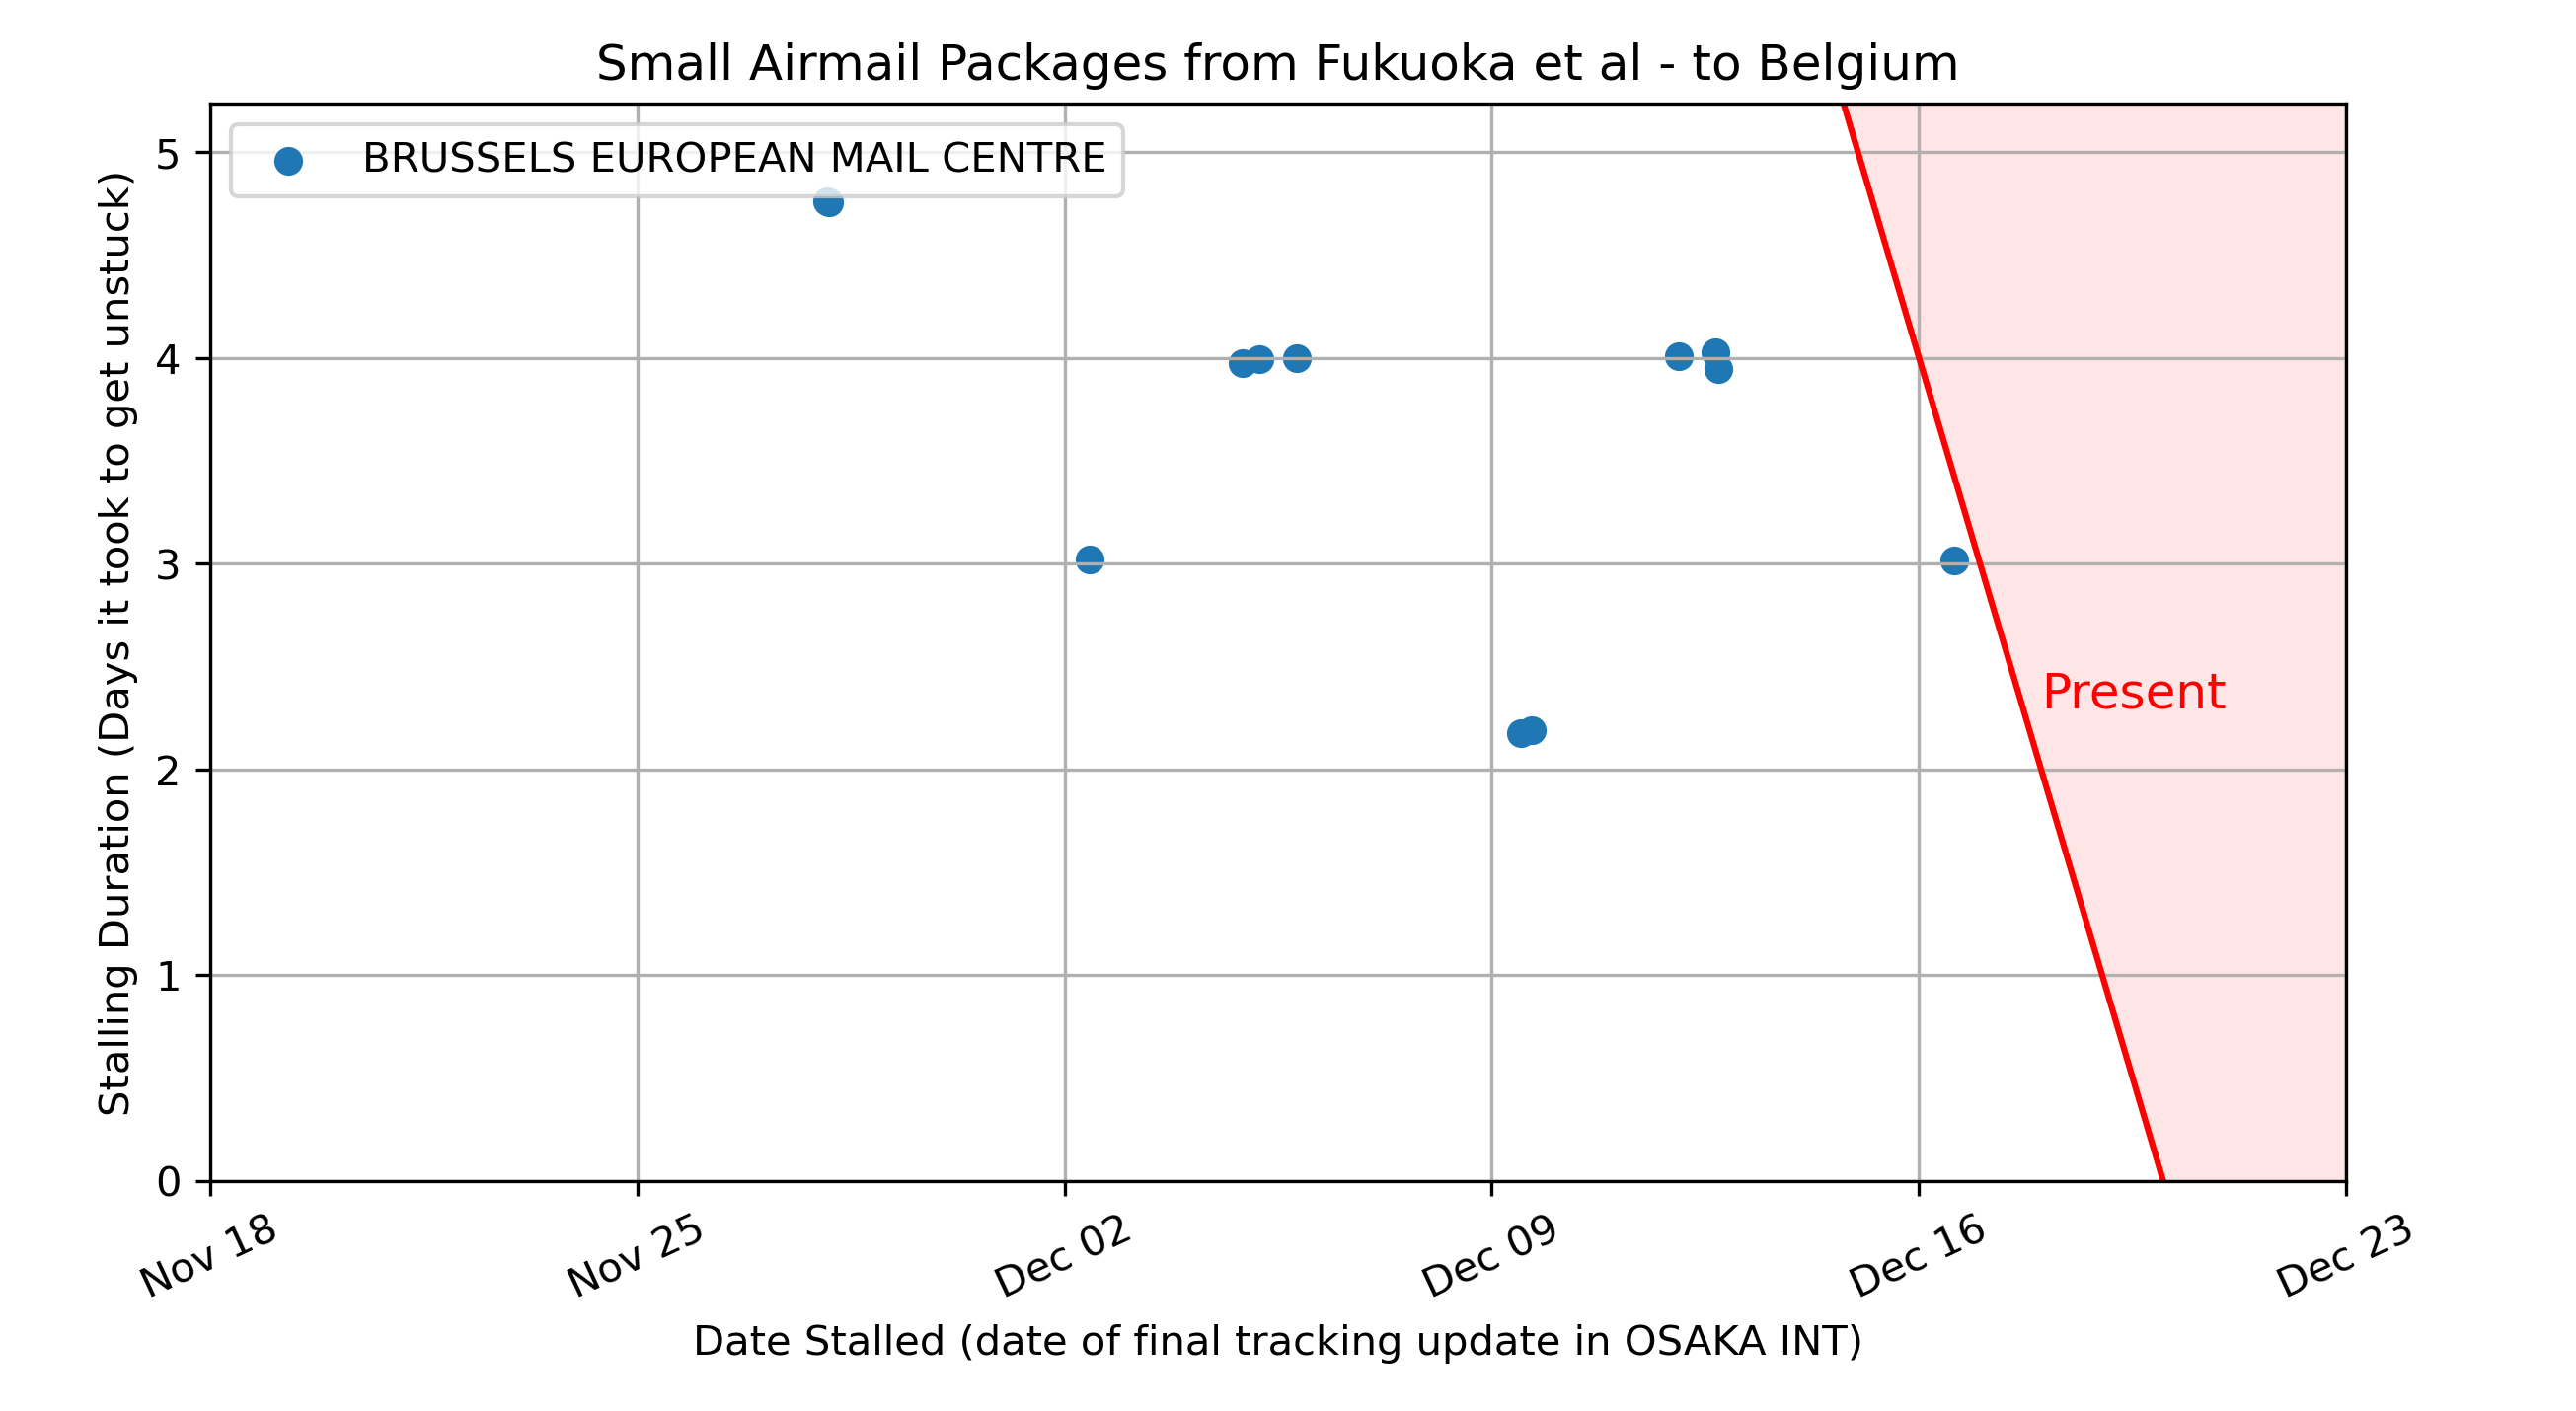 Small Airmail Packages from Fukuoka et al - to Belgium
BRUSSELS EUROPEAN MAIL CENTRE
Stalling Duration (Days it took to get unstuck)
5
4
3
2
1
0
Present
Nov 18
Nov 25
Dec 02
Dec 09
Dec 16
Dec 23
Date Stalled (date of final tracking update in OSAKA INT)